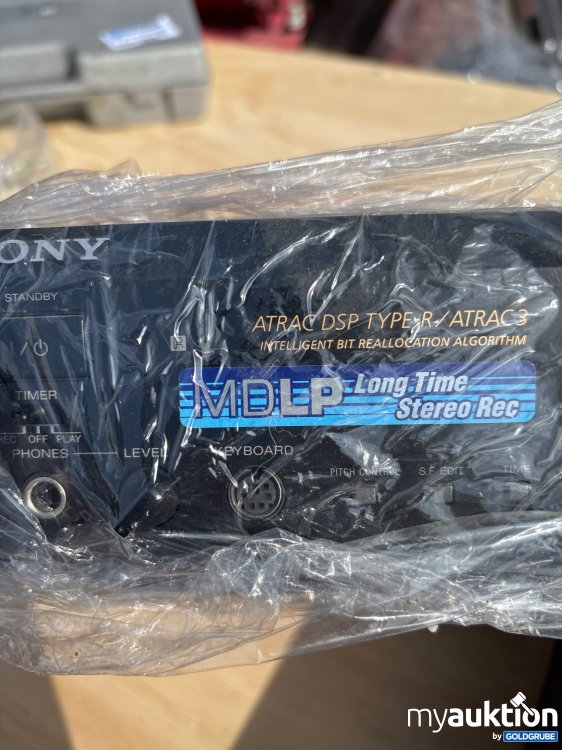 ONY
STANDBY
ATRAC DSP TYPE-R/ATRAC3
INTELLIGENT BIT REALLOCATION ALGORITHM
MDLP Long Time
Stereo Rec
TIMER
REC OFF PLAY
PHONES LEVEL KEYBOARD
PITCH CONTROL S.F EDIT TIME
myauktion
by GOLDGRUBE